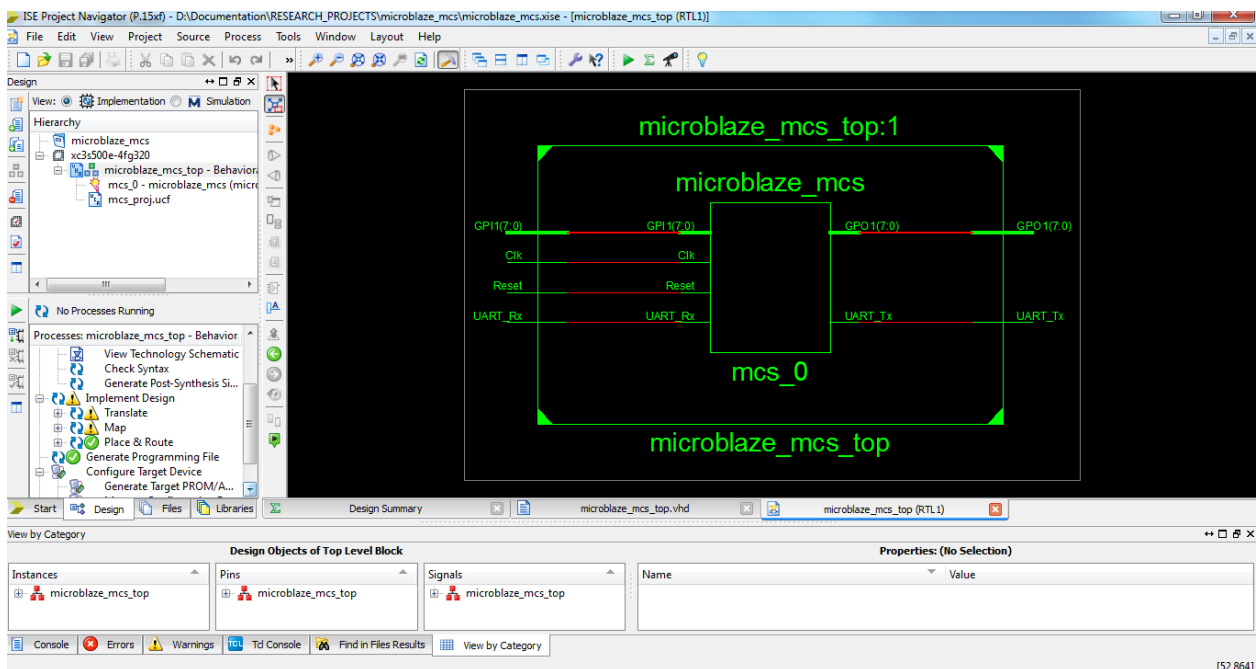 ISE Project Navigator (P.15xf) - D:\Documentation\RESEARCH_PROJECTS\microblaze_mcs\microblaze_mcs.xise - [microblaze_mcs_top (RTL1)]
File Edit View Project Source Process Tools Window Layout Help
Design
View: Implementation Simulation
Hierarchy
microblaze_mcs
xc3s500e-4fg320
microblaze_mcs_top - Behavior
mcs_0 - microblaze_mcs (micro
mcs_proj.ucf
No Processes Running
Processes: microblaze_mcs_top - Behavior
View Technology Schematic
Check Syntax
Generate Post-Synthesis Si...
Implement Design
Translate
Map
Place & Route
Generate Programming File
Configure Target Device
Generate Target PROM/A...
Start Design Files Libraries
microblaze_mcs_top:1
microblaze_mcs
GPI1(7:0) GPI1(7:0) GPO1(7:0) GPO1(7:0)
Clk Clk
Reset Reset
UART_Rx UART_Rx UART_Tx UART_Tx
mcs_0
microblaze_mcs_top
Design Summary microblaze_mcs_top.vhd microblaze_mcs_top (RTL1)
View by Category
Design Objects of Top Level Block Properties: (No Selection)
Instances Pins Signals Name Value
microblaze_mcs_top microblaze_mcs_top microblaze_mcs_top
Console Errors Warnings Tcl Console Find in Files Results View by Category
[52,864]